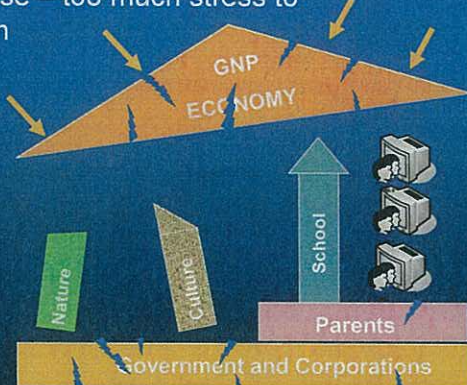 se – too much stress to
GNP
ECONOMY
School
Nature
Culture
Parents
Government and Corporations